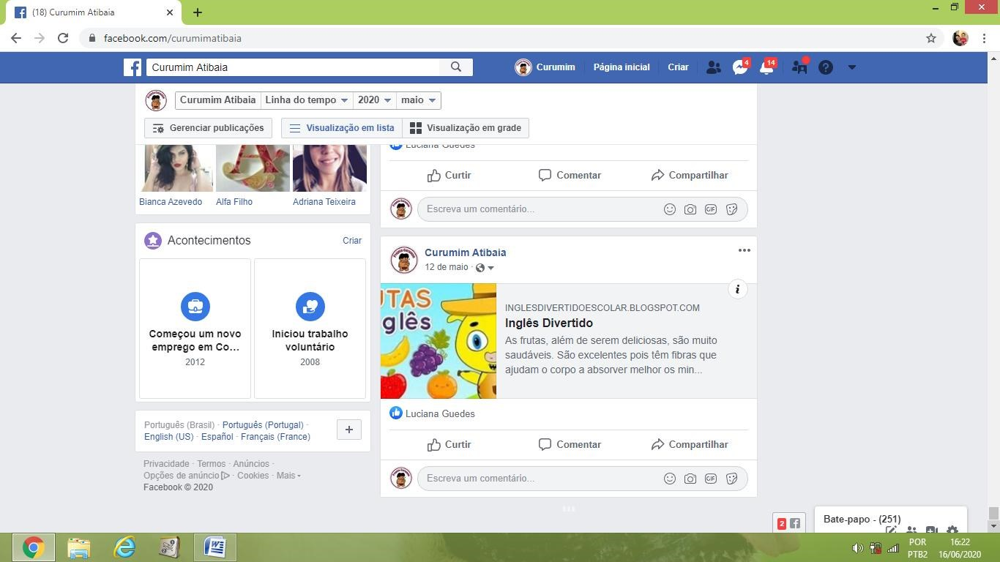 (18) Curumim Atibaia
facebook.com/curumimatibaia
Curumim Atibaia
Curumim
Página inicial
Criar
4
14
Curumim Atibaia
Linha do tempo
2020
maio
Gerenciar publicações
Visualização em lista
Visualização em grade
Bianca Azevedo
Alfa Filho
Adriana Teixeira
Acontecimentos
Criar
Começou um novo
emprego em Co...
2012
Iniciou trabalho
voluntário
2008
Português (Brasil) · Português (Portugal) ·
English (US) · Español · Français (France)
Privacidade · Termos · Anúncios ·
Opções de anúncio · Cookies · Mais
Facebook © 2020
Luciana Guedes
Curtir
Comentar
Compartilhar
Escreva um comentário...
GIF
Curumim Atibaia
12 de maio ·
UTAS
glês
INGLESDIVERTIDOESCOLAR.BLOGSPOT.COM
Inglês Divertido
As frutas, além de serem deliciosas, são muito
saudáveis. São excelentes pois têm fibras que
ajudam o corpo a absorver melhor os min...
Luciana Guedes
Curtir
Comentar
Compartilhar
Escreva um comentário...
GIF
2
Bate-papo - (251)
POR
PTB2
16:22
16/06/2020